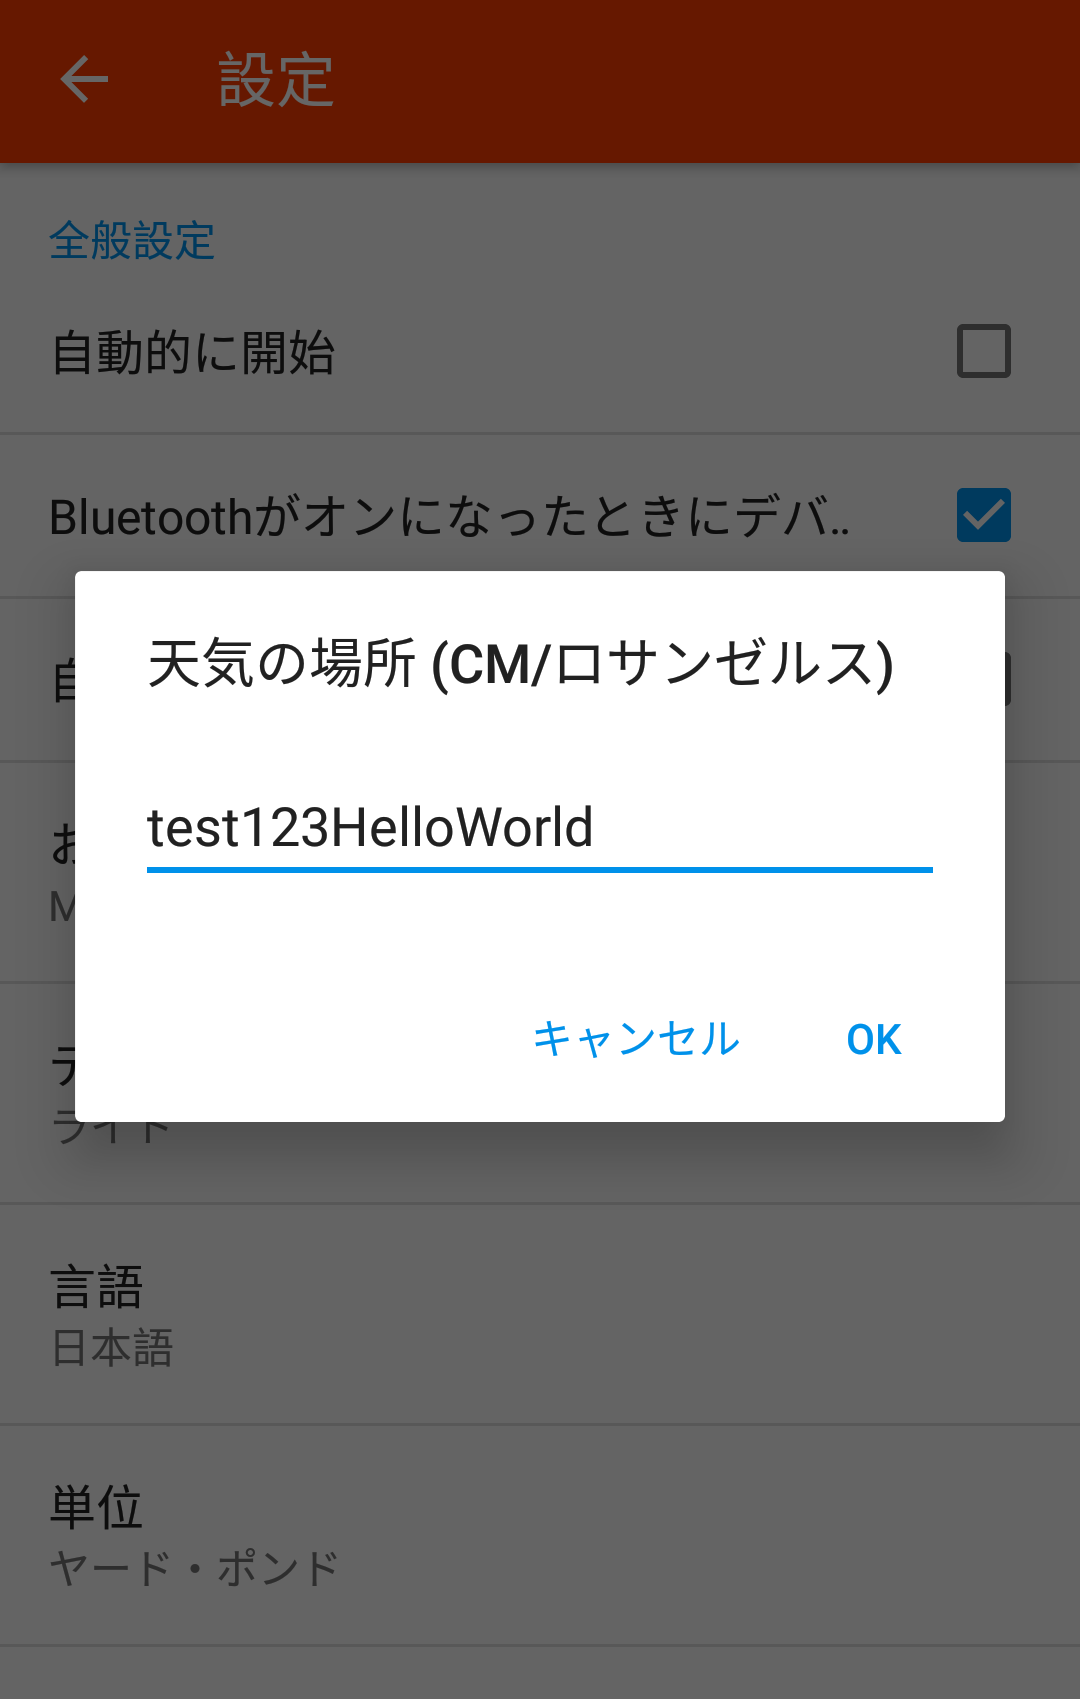 設定
全般設定
自動的に開始
Bluetoothがオンになったときにデバ..
天気の場所 (CM/ロサンゼルス)
test123HelloWorld
キャンセル
OK
ライト
言語
日本語
単位
ヤード・ポンド